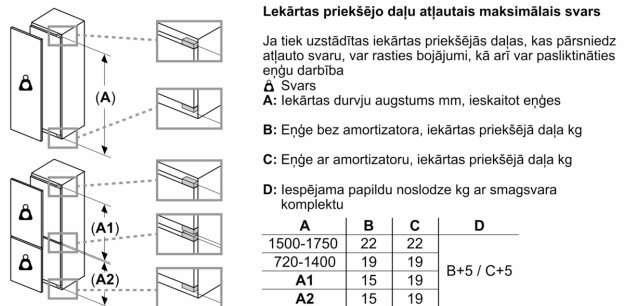 Lekārtas priekšējo daļu atļautais maksimālais svars
Ja tiek uzstādītas iekārtas priekšējās daļas, kas pārsniedz
atļauto svaru, var rasties bojājumi, kā arī var pasliktināties
eņģu darbība
Svars
A: Iekārtas durvju augstums mm, ieskaitot eņģes
B: Eņģe bez amortizatora, iekārtas priekšējā daļa kg
C: Eņģe ar amortizatoru, iekārtas priekšējā daļa kg
D: Iespējama papildu noslodze kg ar smagsvara
komplektu
A B C D
1500-1750 22 22
720-1400 19 19
B+5 / C+5
A1 15 19
A2 15 19
(A)
(A1)
(A2)